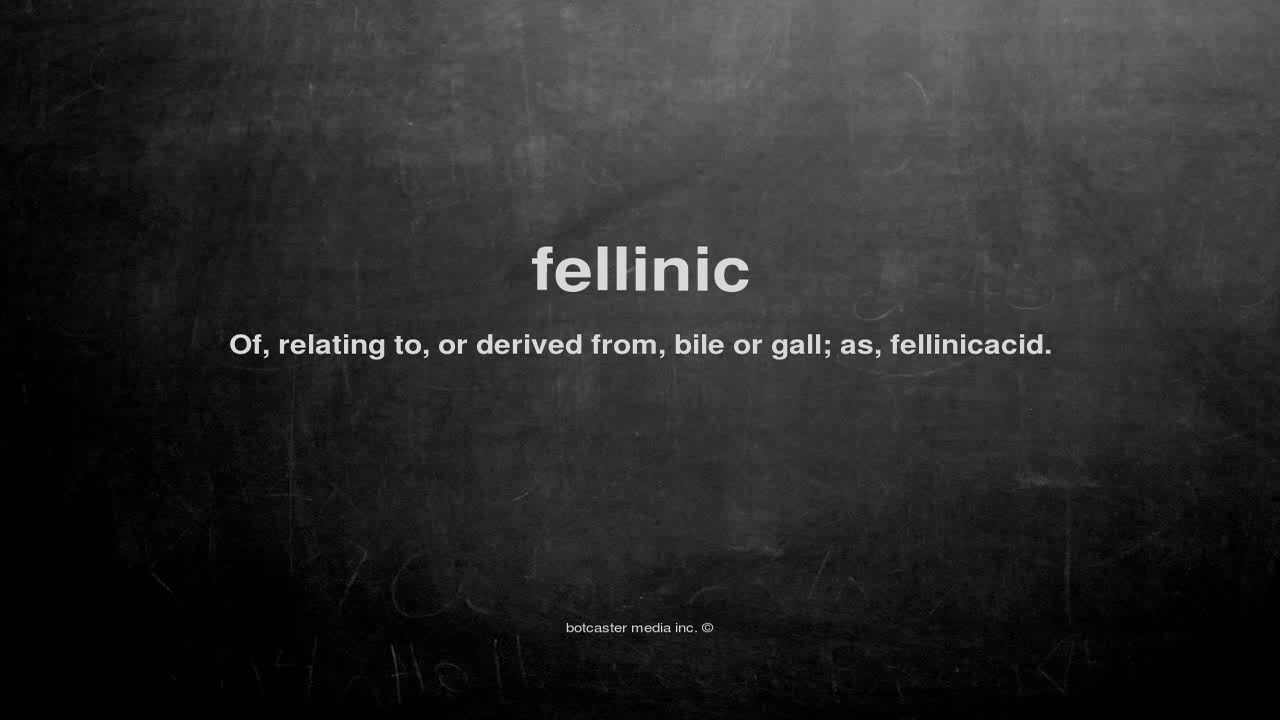 fellinic
Of, relating to, or derived from, bile or gall; as, fellinicacid.
botcaster media inc. ©